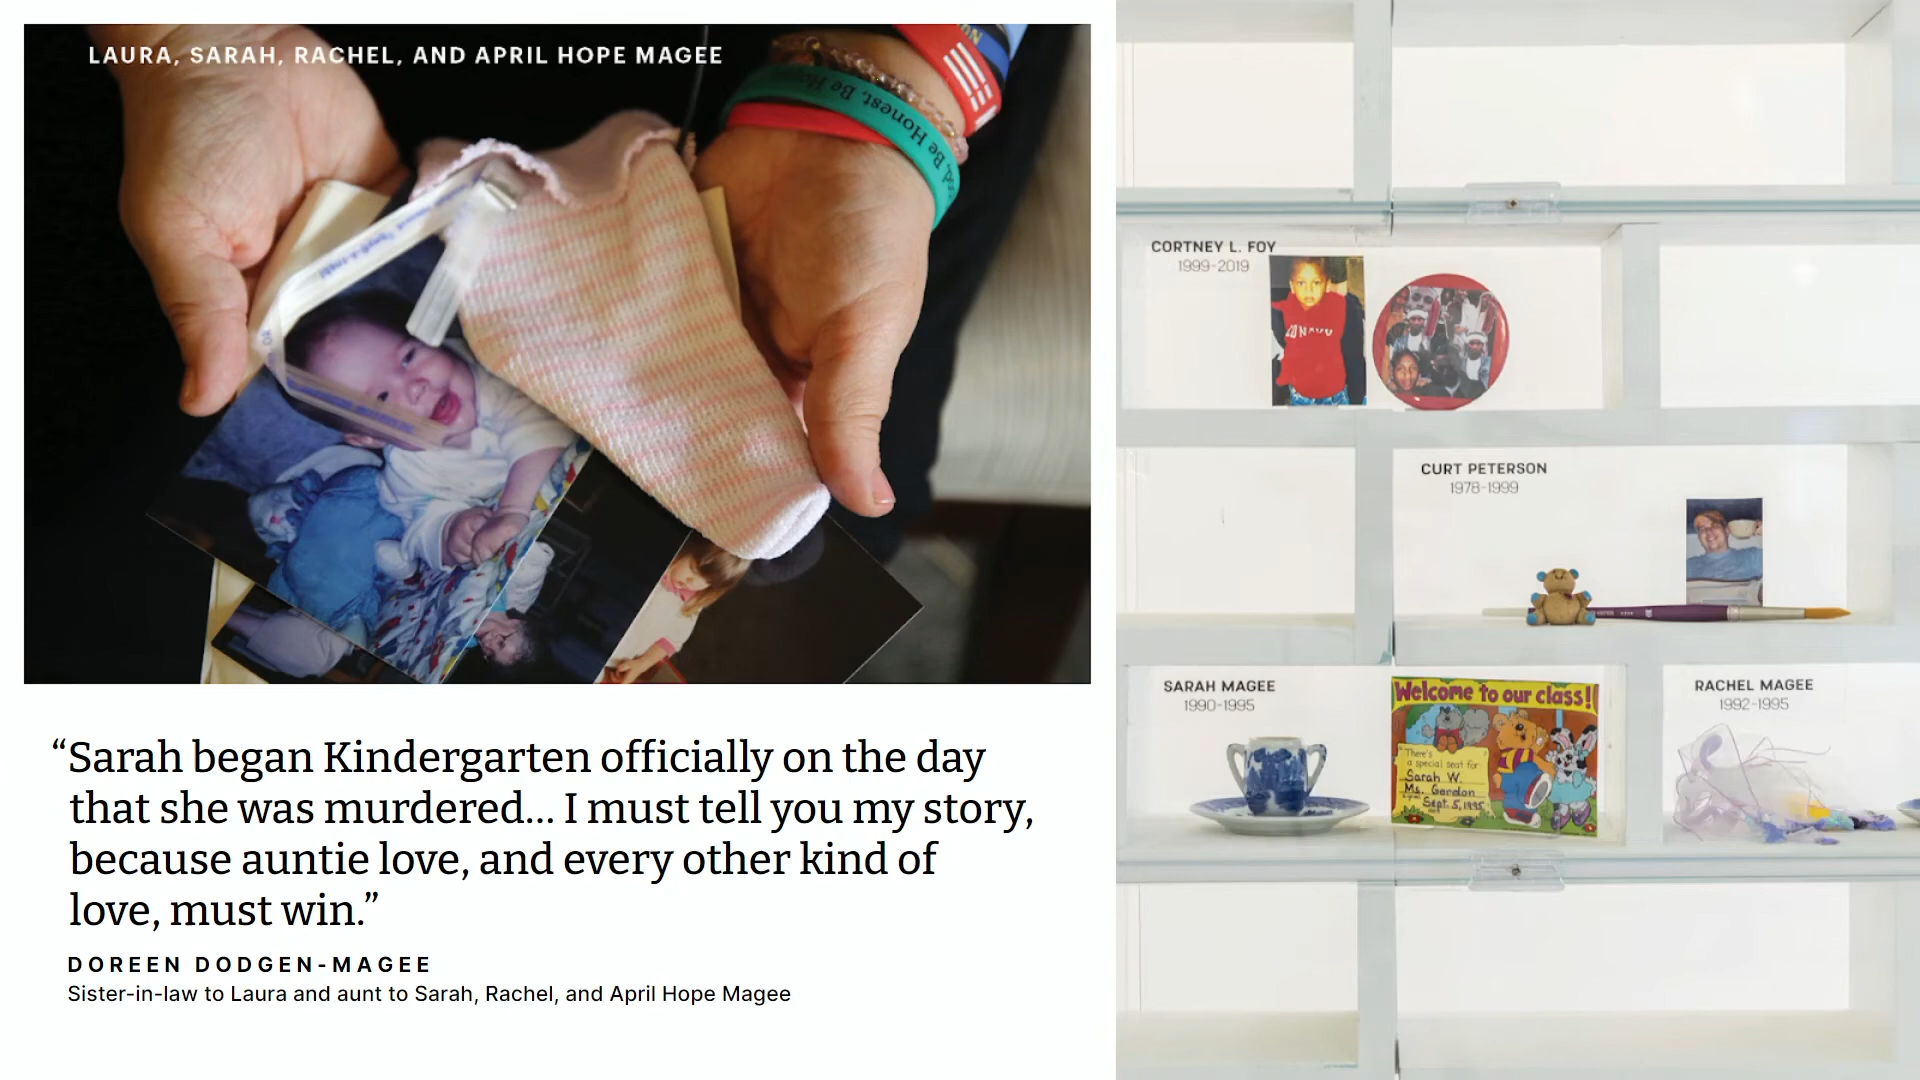 LAURA, SARAH, RACHEL, AND APRIL HOPE MAGEE
Be Honest, Be
“Sarah began Kindergarten officially on the day
that she was murdered... I must tell you my story,
because auntie love, and every other kind of
love, must win.”
DOREEN DODGEN-MAGEE
Sister-in-law to Laura and aunt to Sarah, Rachel, and April Hope Magee
CORTNEY L. FOY
1999-2019
CURT PETERSON
1978-1999
SARAH MAGEE
1990-1995
Welcome to our class!
There's
a special seat for
Sarah W.
Ms. Gordon
Sept. 5, 1995
RACHEL MAGEE
1992-1995